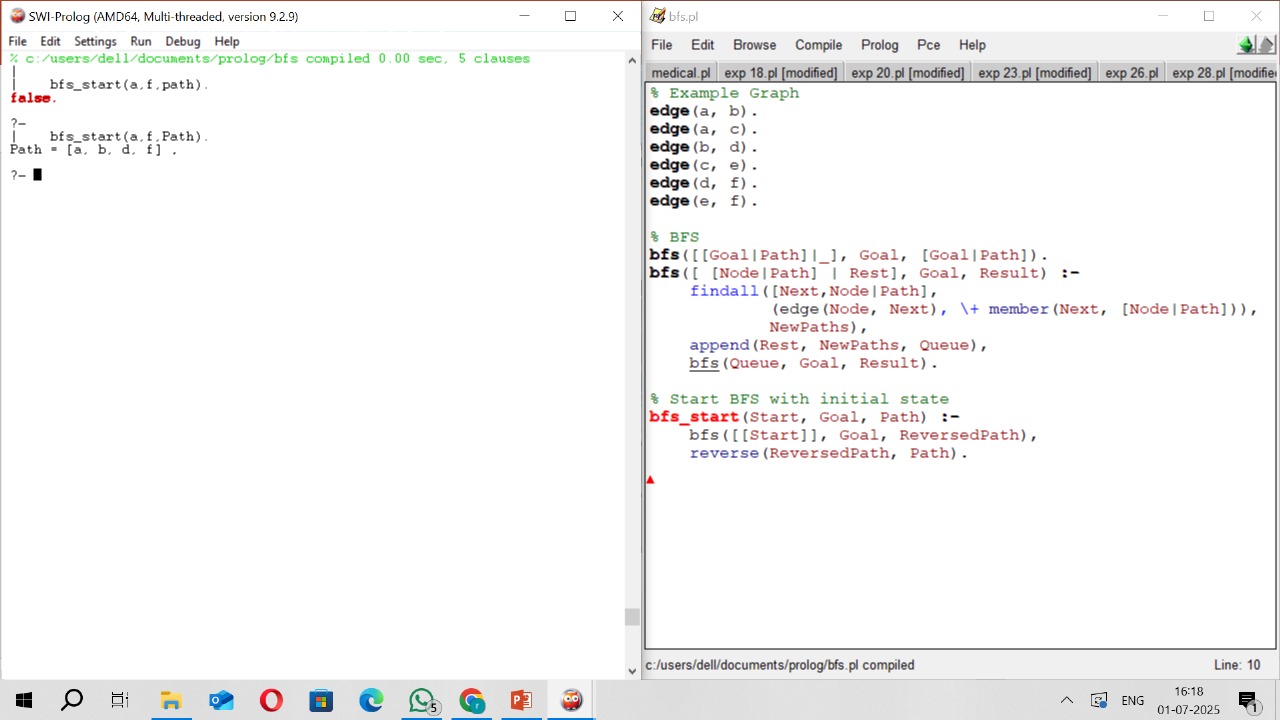 SWI-Prolog (AMD64, Multi-threaded, version 9.2.9)
File Edit Settings Run Debug Help
% c:/users/dell/documents/prolog/bfs compiled 0.00 sec, 5 clauses
|
| bfs_start(a,f,path).
false.
?-
| bfs_start(a,f,Path).
Path = [a, b, d, f] ,
?-
bfs.pl
File Edit Browse Compile Prolog Pce Help
medical.pl exp 18.pl [modified] exp 20.pl [modified] exp 23.pl [modified] exp 26.pl exp 28.pl [modifie
% Example Graph
edge(a, b).
edge(a, c).
edge(b, d).
edge(c, e).
edge(d, f).
edge(e, f).
% BFS
bfs([[Goal|Path]|_], Goal, [Goal|Path]).
bfs([ [Node|Path] | Rest], Goal, Result) :-
findall([Next,Node|Path],
(edge(Node, Next), \+ member(Next, [Node|Path])),
NewPaths),
append(Rest, NewPaths, Queue),
bfs(Queue, Goal, Result).
% Start BFS with initial state
bfs_start(Start, Goal, Path) :-
bfs([[Start]], Goal, ReversedPath),
reverse(ReversedPath, Path).
c:/users/dell/documents/prolog/bfs.pl compiled
Line: 10
5
ENG
16:18
01-07-2025
1